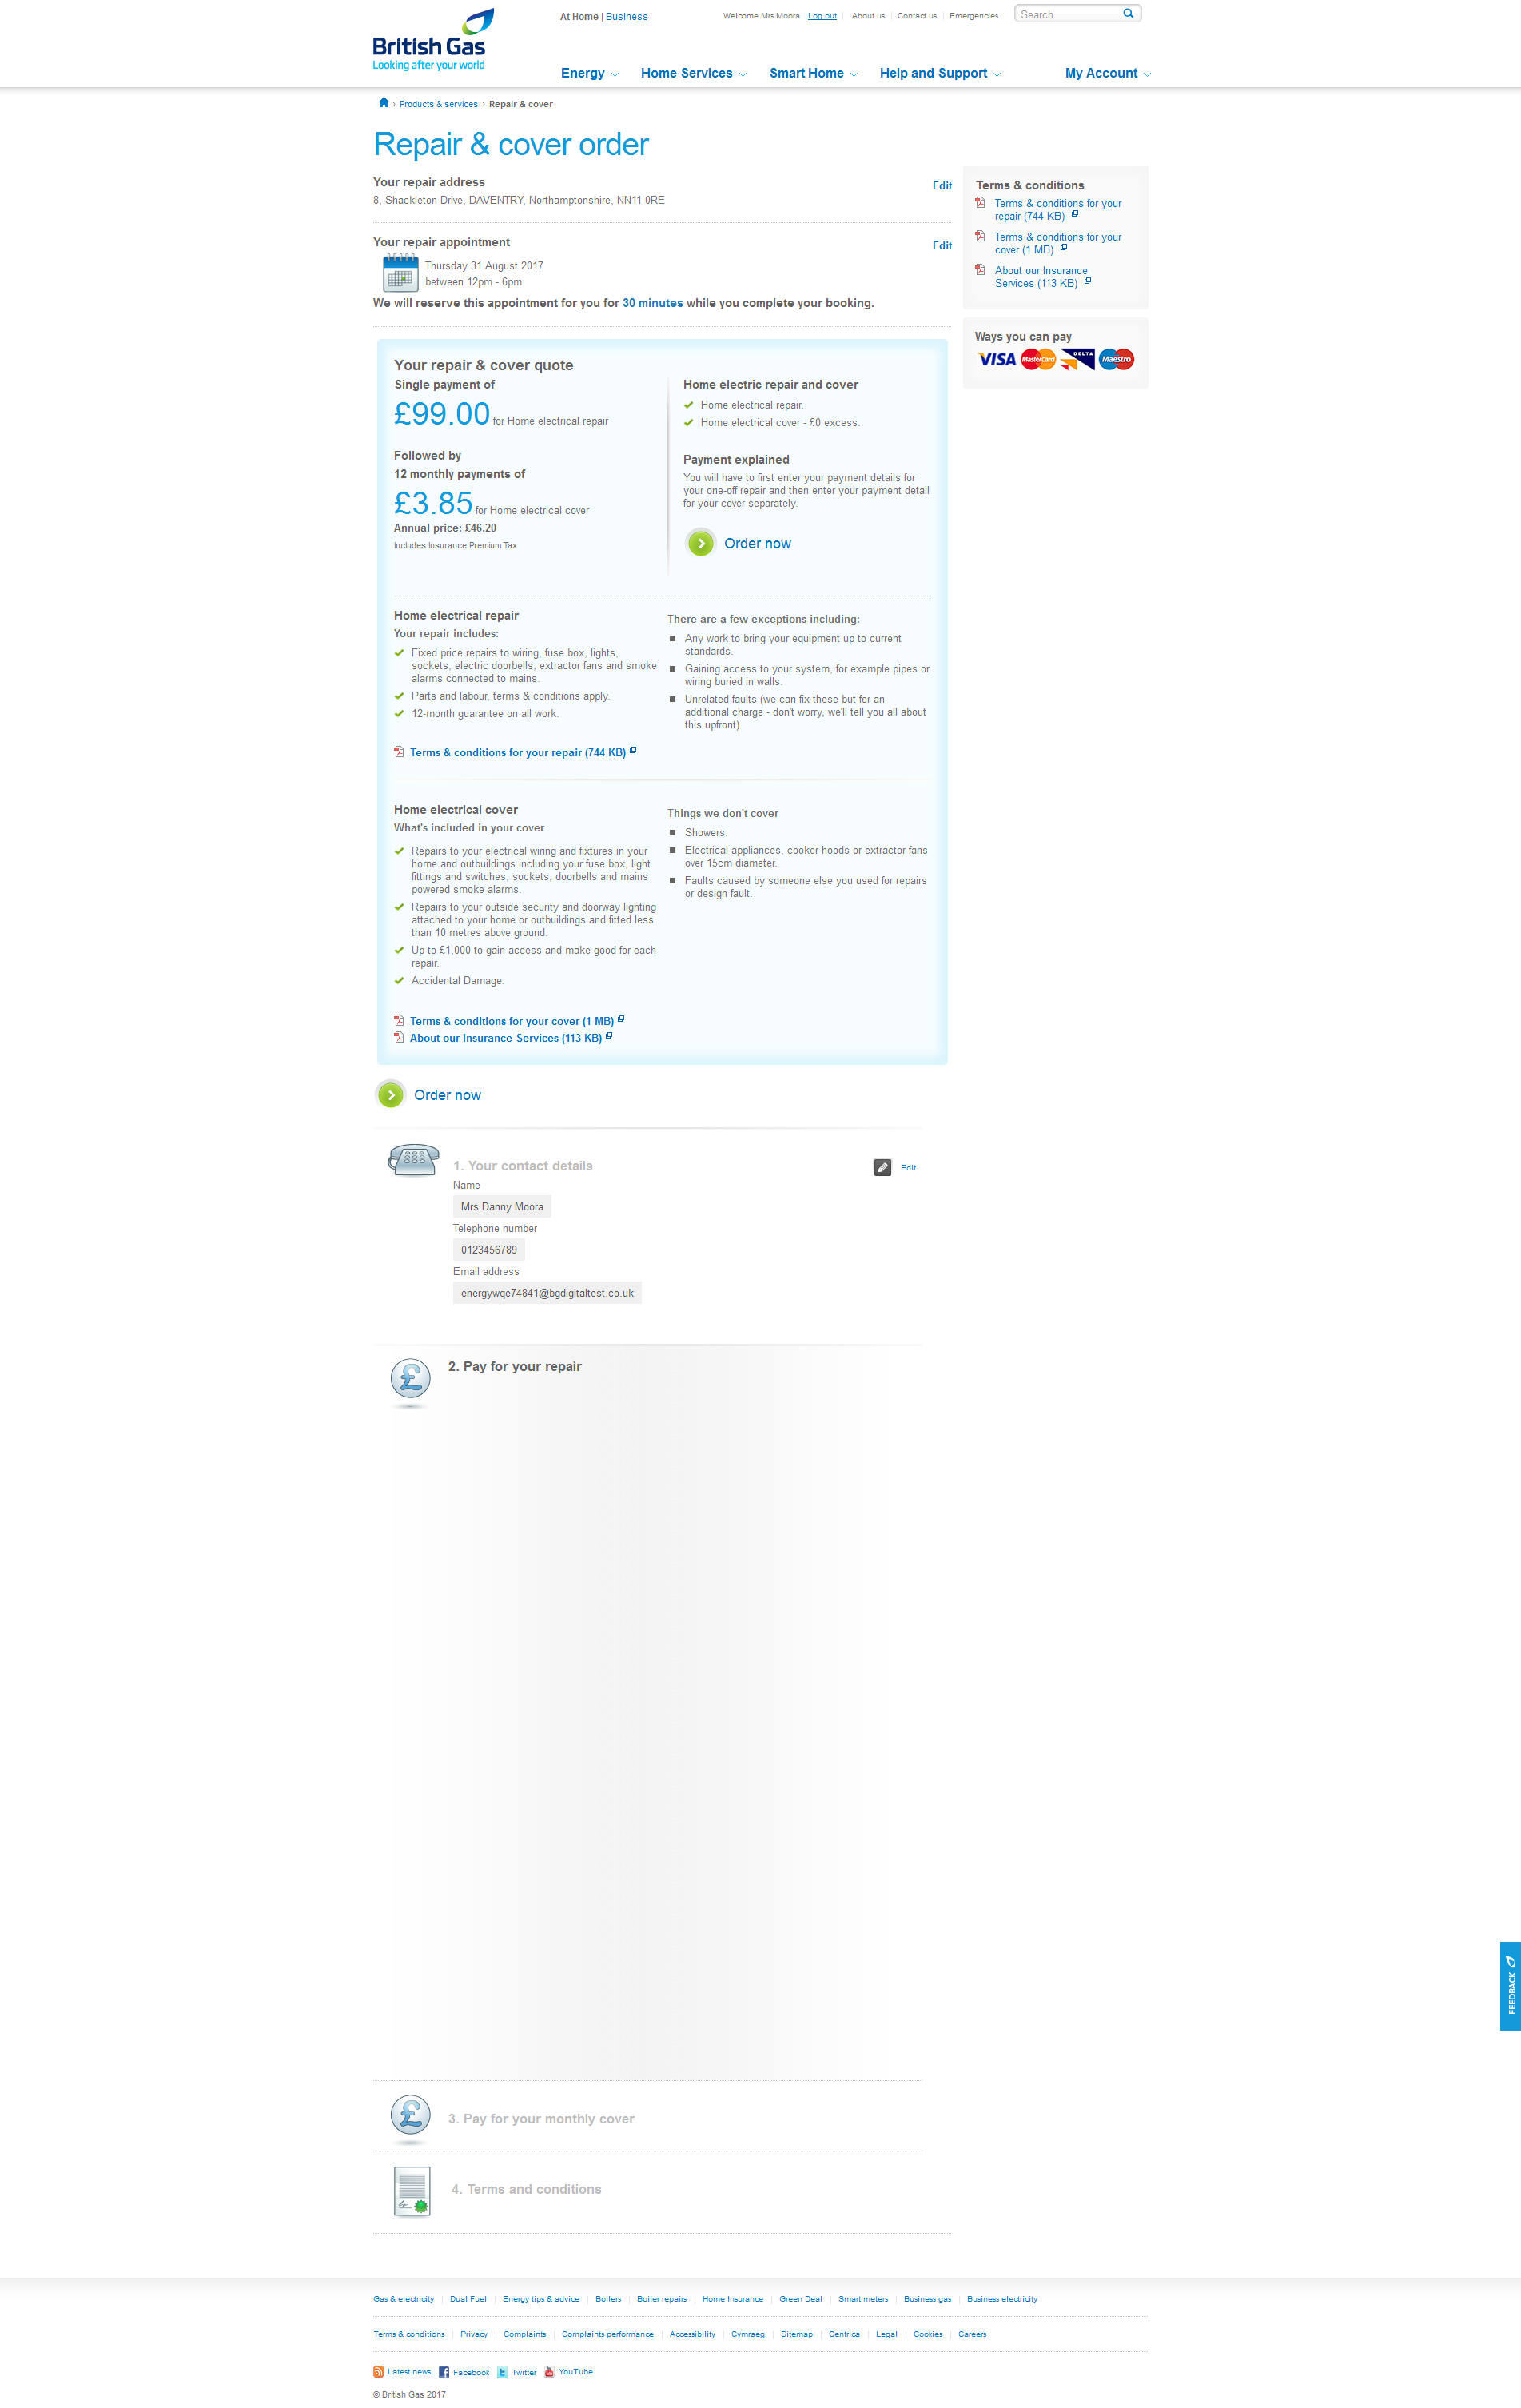 At Home | Business
Welcome Mrs Moora Log out | About us | Contact us | Emergencies
Search
British Gas
Looking after your world
Energy Home Services Smart Home Help and Support My Account
› Products & services › Repair & cover
Repair & cover order
Your repair address
Edit
8, Shackleton Drive, DAVENTRY, Northamptonshire, NN11 0RE
Your repair appointment
Edit
Thursday 31 August 2017
between 12pm - 6pm
We will reserve this appointment for you for 30 minutes while you complete your booking.
Terms & conditions
Terms & conditions for your
repair (744 KB)
Terms & conditions for your
cover (1 MB)
About our Insurance
Services (113 KB)
Ways you can pay
VISA MasterCard DELTA Maestro
Your repair & cover quote
Single payment of
£99.00 for Home electrical repair
Followed by
12 monthly payments of
£3.85 for Home electrical cover
Annual price: £46.20
Includes Insurance Premium Tax
Home electric repair and cover
Home electrical repair.
Home electrical cover - £0 excess.
Payment explained
You will have to first enter your payment details for
your one-off repair and then enter your payment detail
for your cover separately.
Order now
Home electrical repair
Your repair includes:
Fixed price repairs to wiring, fuse box, lights,
sockets, electric doorbells, extractor fans and smoke
alarms connected to mains.
Parts and labour, terms & conditions apply.
12-month guarantee on all work.
Terms & conditions for your repair (744 KB)
There are a few exceptions including:
Any work to bring your equipment up to current
standards.
Gaining access to your system, for example pipes or
wiring buried in walls.
Unrelated faults (we can fix these but for an
additional charge - don't worry, we'll tell you all about
this upfront).
Home electrical cover
What's included in your cover
Repairs to your electrical wiring and fixtures in your
home and outbuildings including your fuse box, light
fittings and switches, sockets, doorbells and mains
powered smoke alarms.
Repairs to your outside security and doorway lighting
attached to your home or outbuildings and fitted less
than 10 metres above ground.
Up to £1,000 to gain access and make good for each
repair.
Accidental Damage.
Things we don't cover
Showers.
Electrical appliances, cooker hoods or extractor fans
over 15cm diameter.
Faults caused by someone else you used for repairs
or design fault.
Terms & conditions for your cover (1 MB)
About our Insurance Services (113 KB)
Order now
1. Your contact details
Edit
Name
Mrs Danny Moora
Telephone number
0123456789
Email address
energywqe74841@bgdigitaltest.co.uk
2. Pay for your repair
FEEDBACK
3. Pay for your monthly cover
4. Terms and conditions
Gas & electricity | Dual Fuel | Energy tips & advice | Boilers | Boiler repairs | Home Insurance | Green Deal | Smart meters | Business gas | Business electricity
Terms & conditions | Privacy | Complaints | Complaints performance | Accessibility | Cymraeg | Sitemap | Centrica | Legal | Cookies | Careers
Latest news Facebook Twitter YouTube
© British Gas 2017